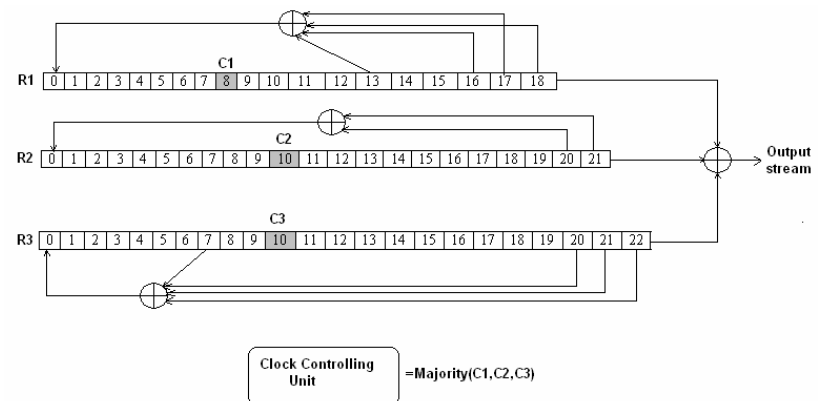 C1
R1 0 1 2 3 4 5 6 7 8 9 10 11 12 13 14 15 16 17 18
C2
R2 0 1 2 3 4 5 6 7 8 9 10 11 12 13 14 15 16 17 18 19 20 21
Output
stream
C3
R3 0 1 2 3 4 5 6 7 8 9 10 11 12 13 14 15 16 17 18 19 20 21 22
Clock Controlling
Unit
=Majority(C1,C2,C3)